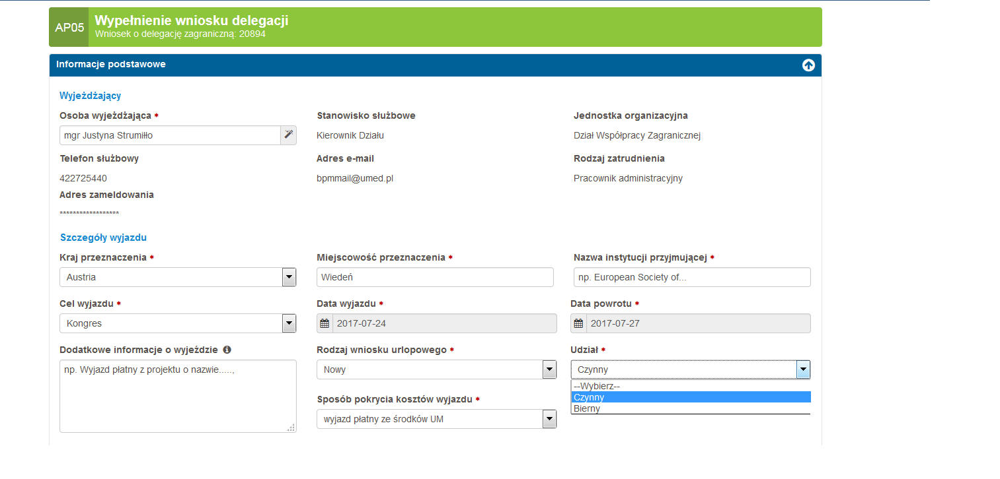 AP05
Wypełnienie wniosku delegacji
Wniosek o delegację zagraniczną: 20894
Informacje podstawowe
Wyjeżdżający
Osoba wyjeżdżająca * Stanowisko służbowe Jednostka organizacyjna
mgr Justyna Strumiłło Kierownik Działu Dział Współpracy Zagranicznej
Telefon służbowy Adres e-mail Rodzaj zatrudnienia
422725440 bpmmail@umed.pl Pracownik administracyjny
Adres zameldowania
******************
Szczegóły wyjazdu
Kraj przeznaczenia * Miejscowość przeznaczenia * Nazwa instytucji przyjmującej *
Austria Wiedeń np. European Society of...
Cel wyjazdu * Data wyjazdu * Data powrotu *
Kongres 2017-07-24 2017-07-27
Dodatkowe informacje o wyjeździe Rodzaj wniosku urlopowego * Udział *
np. Wyjazd płatny z projektu o nazwie....., Nowy Czynny
--Wybierz--
Czynny
Bierny
Sposób pokrycia kosztów wyjazdu *
wyjazd płatny ze środków UM